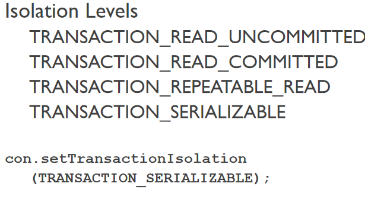 Isolation Levels
TRANSACTION_READ_UNCOMMITTED
TRANSACTION_READ_COMMITTED
TRANSACTION_REPEATABLE_READ
TRANSACTION_SERIALIZABLE
con.setTransactionIsolation
(TRANSACTION_SERIALIZABLE);